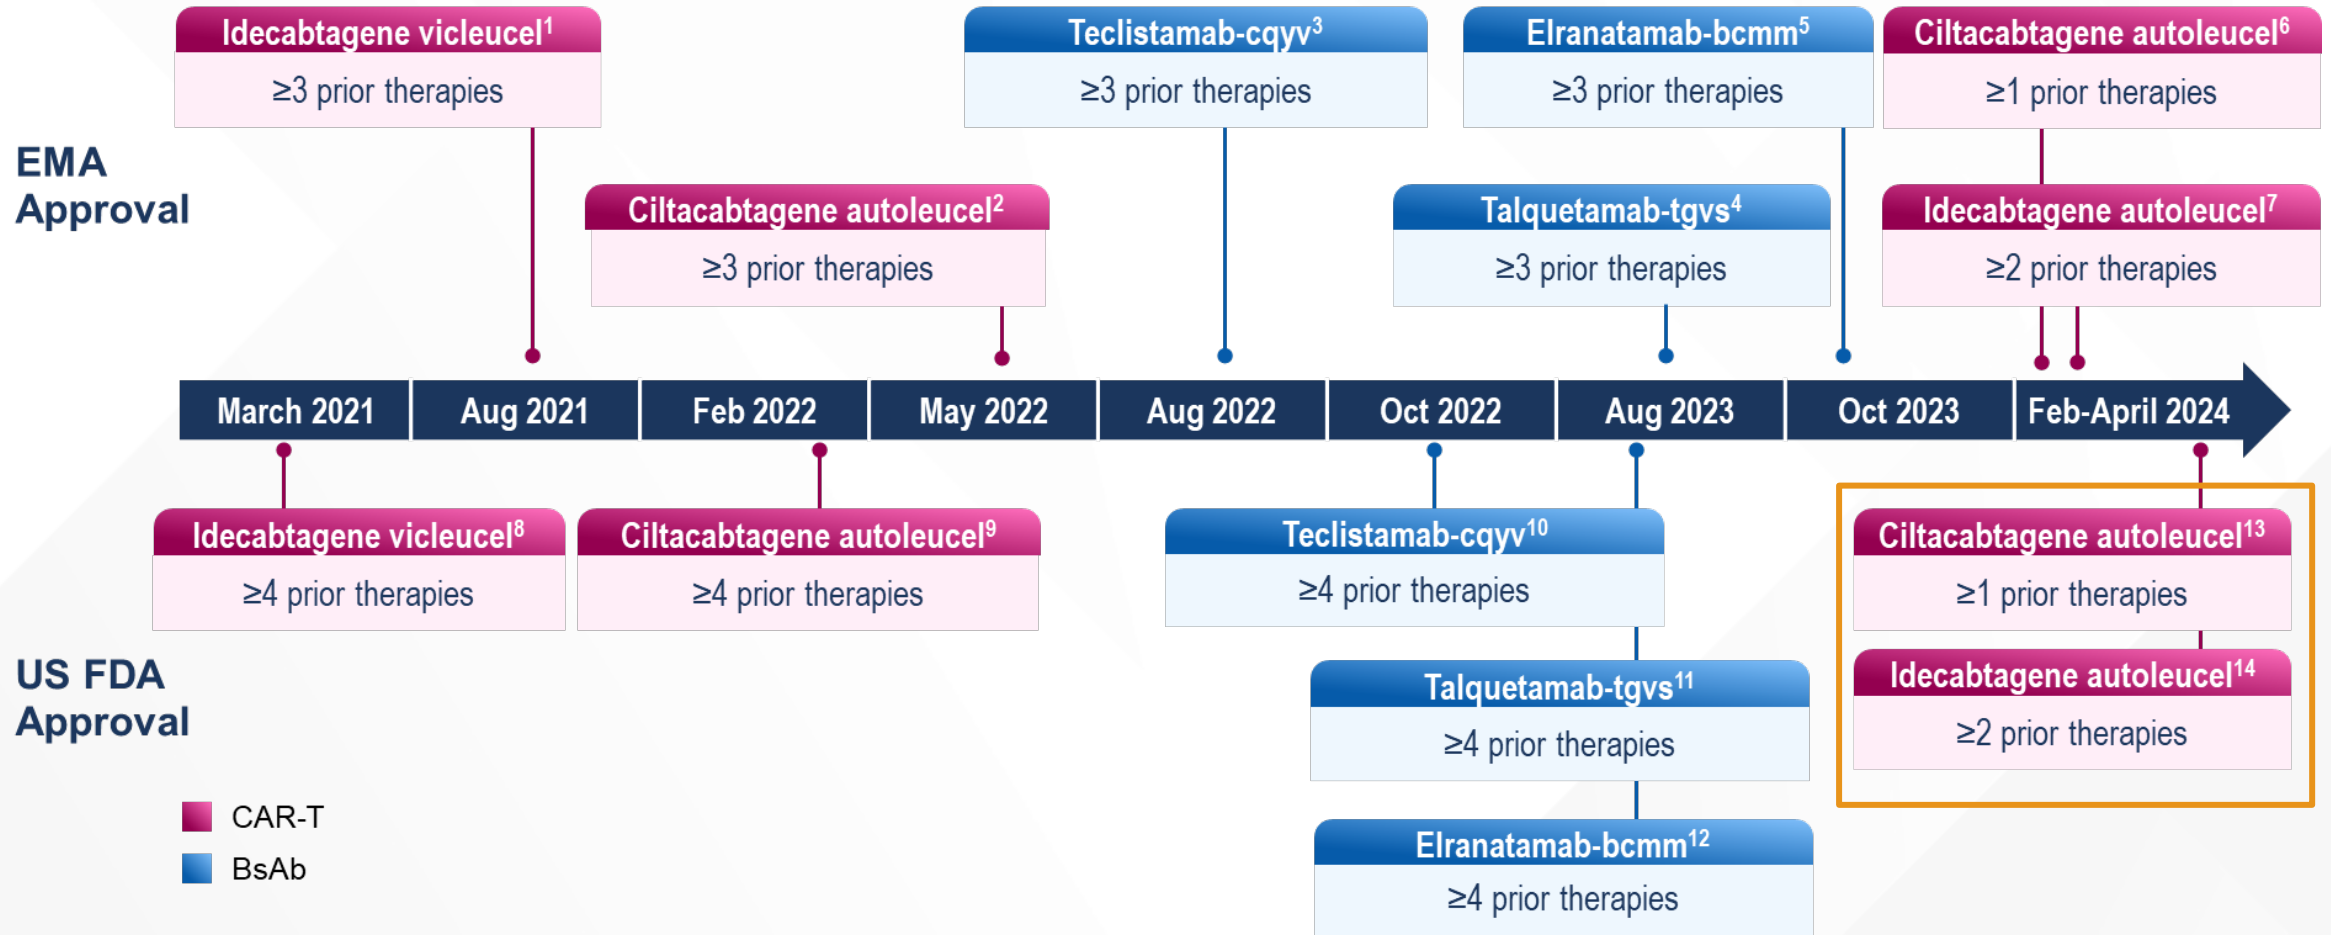 Idecabtagene vicleucel1
≥3 prior therapies
Teclistamab-cqyv3
≥3 prior therapies
Elranatamab-bcmm5
≥3 prior therapies
Ciltacabtagene autoleucel6
≥1 prior therapies
EMA
Approval
Ciltacabtagene autoleucel2
≥3 prior therapies
Talquetamab-tgvs4
≥3 prior therapies
Idecabtagene autoleucel7
≥2 prior therapies
March 2021
Aug 2021
Feb 2022
May 2022
Aug 2022
Oct 2022
Aug 2023
Oct 2023
Feb-April 2024
Idecabtagene vicleucel8
≥4 prior therapies
Ciltacabtagene autoleucel9
≥4 prior therapies
Teclistamab-cqyv10
≥4 prior therapies
Ciltacabtagene autoleucel13
≥1 prior therapies
US FDA
Approval
Talquetamab-tgvs11
≥4 prior therapies
Idecabtagene autoleucel14
≥2 prior therapies
Elranatamab-bcmm12
≥4 prior therapies
CAR-T
BsAb